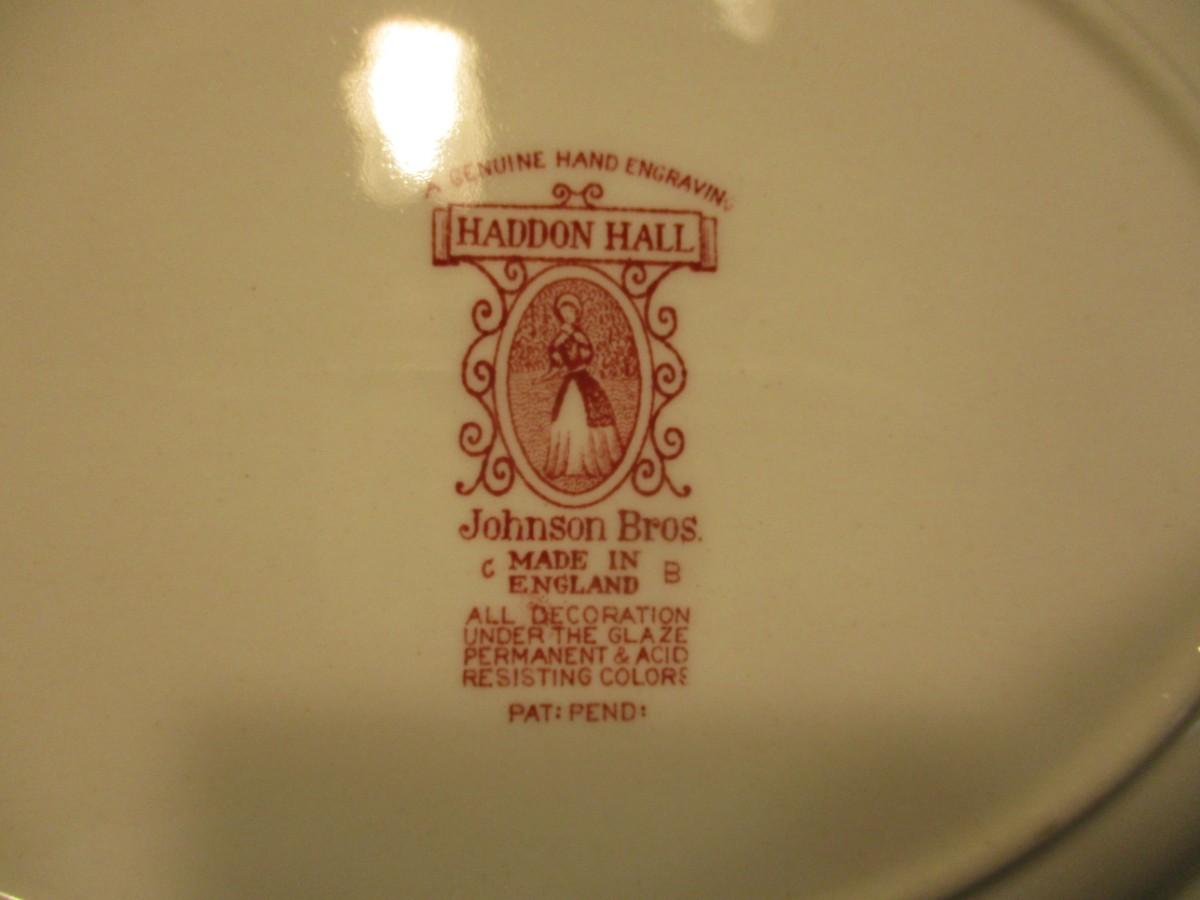 A GENUINE HAND ENGRAVING
HADDON HALL
Johnson Bros.
C MADE IN B
ENGLAND
ALL DECORATION
UNDER THE GLAZE
PERMANENT & ACID
RESISTING COLORS
PAT: PEND: